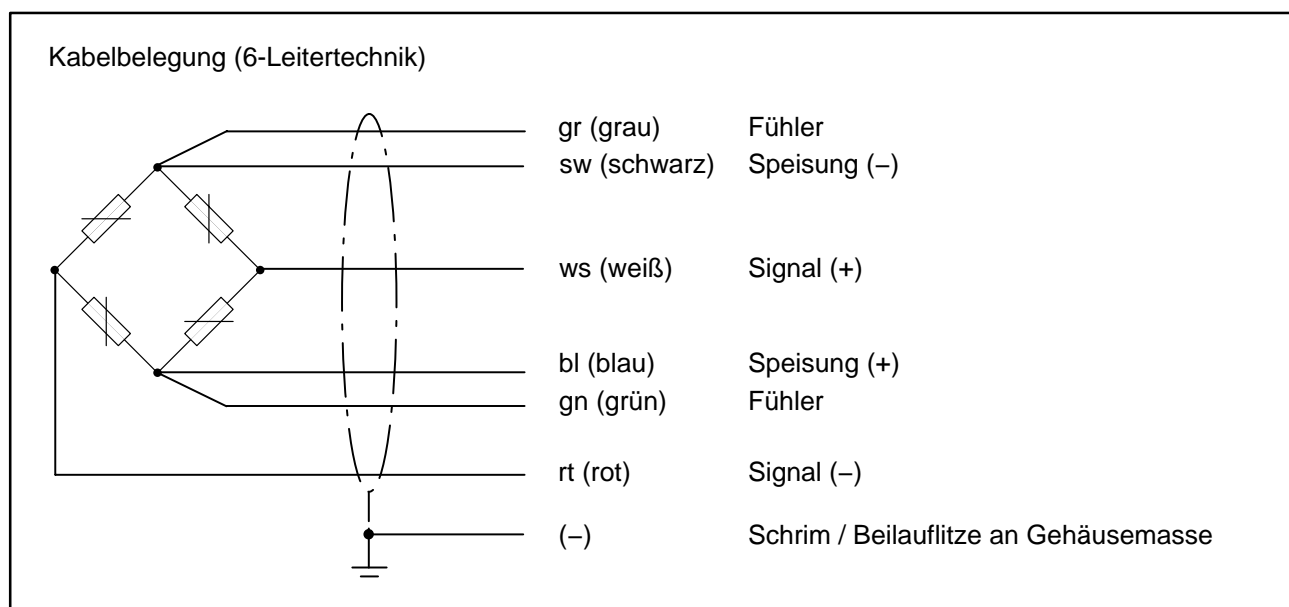 Kabelbelegung (6-Leitertechnik)
gr (grau) Fühler
sw (schwarz) Speisung (−)
ws (weiß) Signal (+)
bl (blau) Speisung (+)
gn (grün) Fühler
rt (rot) Signal (−)
(−) Schrim / Beilauflitze an Gehäusemasse